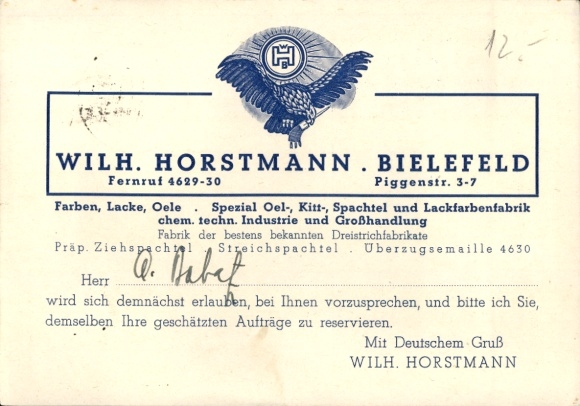 12.-
WHB
WILH. HORSTMANN . BIELEFELD
Fernruf 4629-30 Piggenstr. 3-7
Farben, Lacke, Oele . Spezial Oel-, Kitt-, Spachtel und Lackfarbenfabrik
chem. techn. Industrie und Großhandlung
Fabrik der bestens bekannten Dreistrichfabrikate
Präp. Ziehspachtel . Streichspachtel . Überzugsemaille 4630
Herr
wird sich demnächst erlauben, bei Ihnen vorzusprechen, und bitte ich Sie,
demselben Ihre geschätzten Aufträge zu reservieren.
Mit Deutschem Gruß
WILH. HORSTMANN